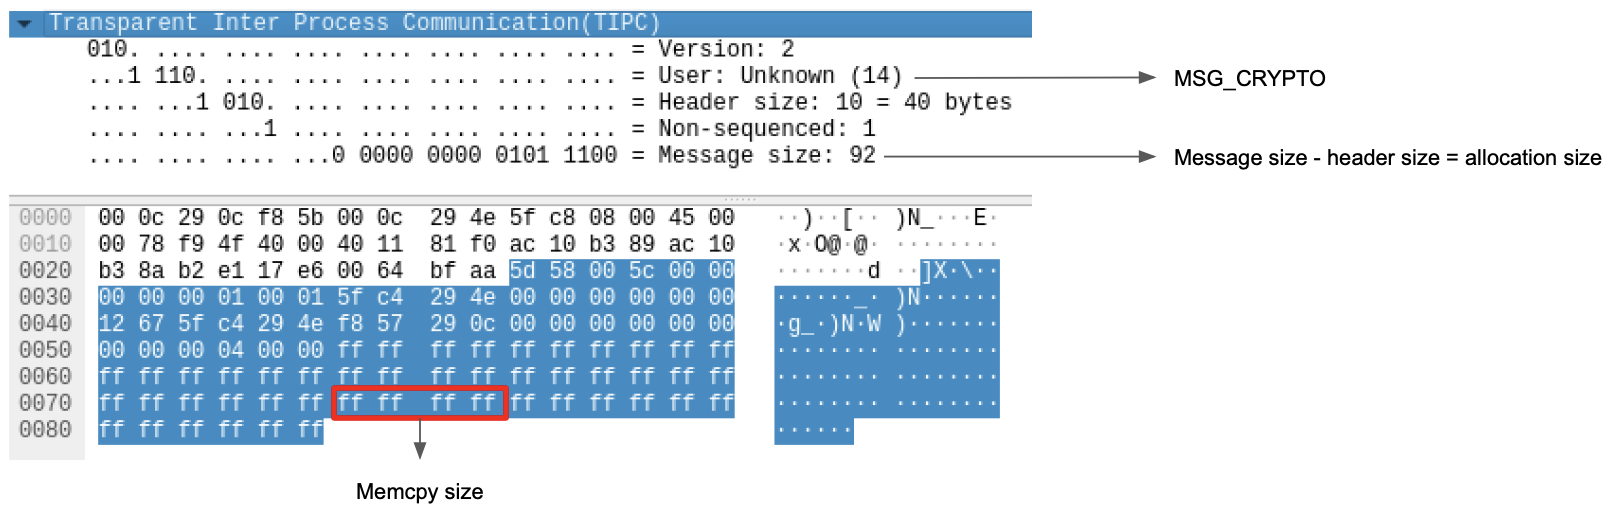 Transparent Inter Process Communication(TIPC)
010. .... .... .... .... .... .... .... = Version: 2
...1 110. .... .... .... .... .... .... = User: Unknown (14)
MSG_CRYPTO
.... ...1 010. .... .... .... .... .... = Header size: 10 = 40 bytes
.... .... ...1 .... .... .... .... .... = Non-sequenced: 1
.... .... .... ...0 0000 0000 0101 1100 = Message size: 92
Message size - header size = allocation size
0000 00 0c 29 0c f8 5b 00 0c 29 4e 5f c8 08 00 45 00 ··)··[·· )N_···E·
0010 00 78 f9 4f 40 00 40 11 81 f0 ac 10 b3 89 ac 10 ·x·O@·@· ········
0020 b3 8a b2 e1 17 e6 00 64 bf aa 5d 58 00 5c 00 00 ·······d ··]X·\··
0030 00 00 00 01 00 01 5f c4 29 4e 00 00 00 00 00 00 ······_· )N······
0040 12 67 5f c4 29 4e f8 57 29 0c 00 00 00 00 00 00 ·g_·)N·W )·······
0050 00 00 00 04 00 00 ff ff ff ff ff ff ff ff ff ff ········ ········
0060 ff ff ff ff ff ff ff ff ff ff ff ff ff ff ff ff ········ ········
0070 ff ff ff ff ff ff ff ff ff ff ff ff ff ff ff ff ········ ········
0080 ff ff ff ff ff ff ······
Memcpy size